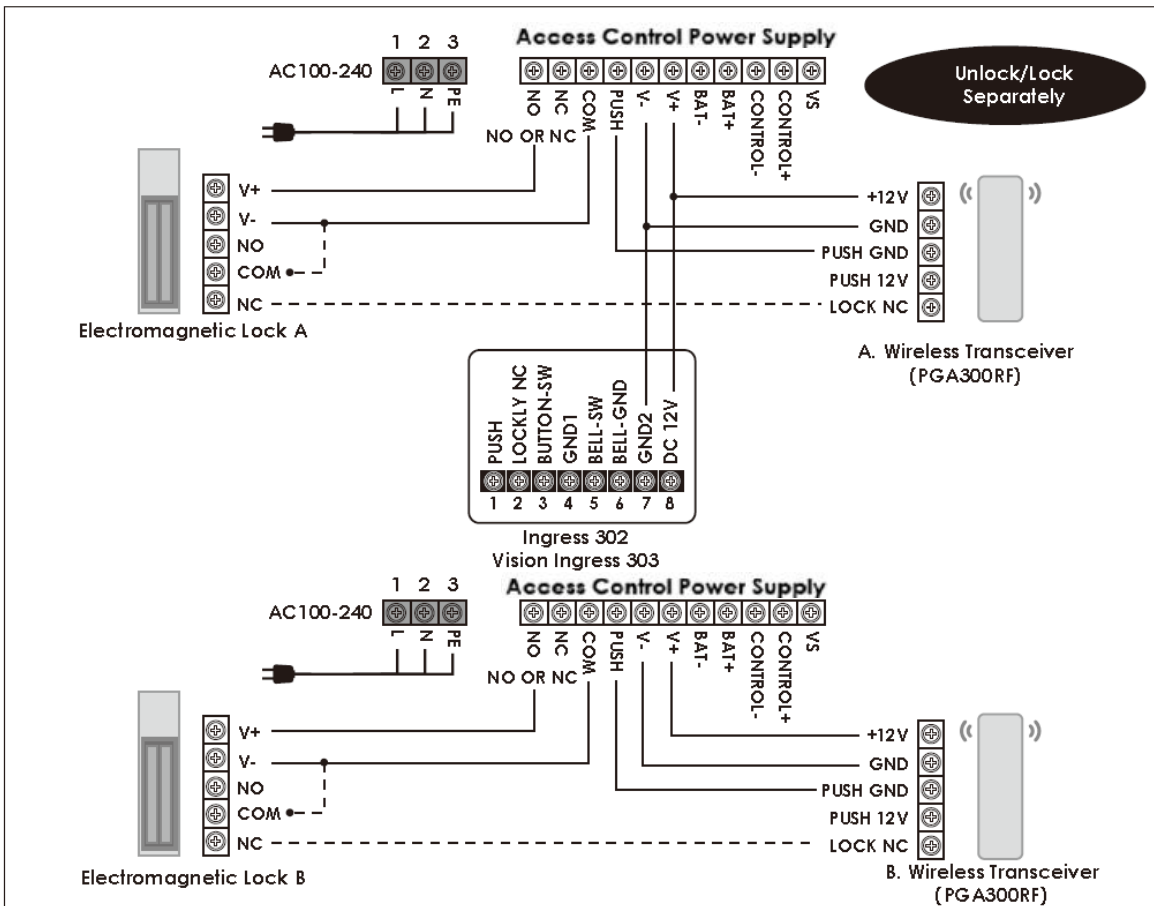 Access Control Power Supply
1 2 3
AC100-240
L N PE
NO NC COM PUSH V- V+ BAT- BAT+ CONTROL- CONTROL+ VS
NO OR NC
Unlock/Lock
Separately
V+
V-
NO
COM
NC
Electromagnetic Lock A
+12V
GND
PUSH GND
PUSH 12V
LOCK NC
A. Wireless Transceiver
(PGA300RF)
PUSH LOCKLY NC BUTTON-SW GND1 BELL-SW BELL-GND GND2 DC 12V
1 2 3 4 5 6 7 8
Ingress 302
Vision Ingress 303
Access Control Power Supply
1 2 3
AC100-240
L N PE
NO NC COM PUSH V- V+ BAT- BAT+ CONTROL- CONTROL+ VS
NO OR NC
V+
V-
NO
COM
NC
Electromagnetic Lock B
+12V
GND
PUSH GND
PUSH 12V
LOCK NC
B. Wireless Transceiver
(PGA300RF)